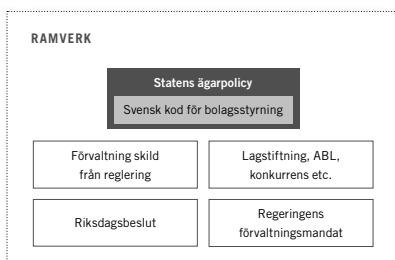 RAMVERK
Statens ägarpolicy
Svensk kod för bolagsstyrning
Förvaltning skild
från reglering
Lagstiftning, ABL,
konkurrens etc.
Riksdagsbeslut
Regeringens
förvaltningsmandat